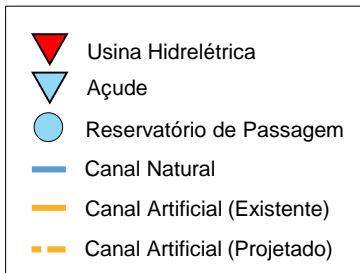 Usina Hidrelétrica
Açude
Reservatório de Passagem
Canal Natural
Canal Artificial (Existente)
Canal Artificial (Projetado)